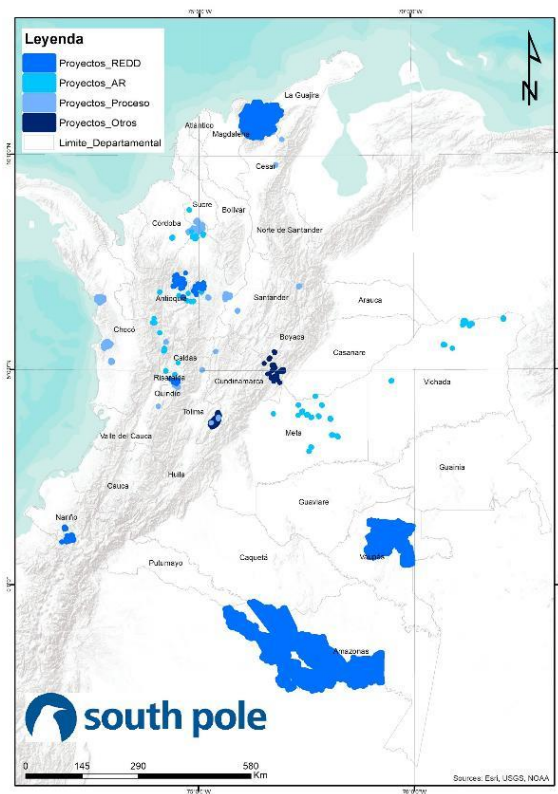 Leyenda
Proyectos_REDD
Proyectos_AR
Proyectos_Proceso
Proyectos_Otros
Limite_Departamental
N
La Guajira
Atlántico
Magdalena
Cesar
Sucre
Córdoba
Bolívar
Norte de Santander
Antioquia
Santander
Arauca
Chocó
Boyaca
Casanare
Caldas
Risaralda
Cundinamarca
Vichada
Quindio
Tolima
Meta
Valle del Cauca
Guainía
Huila
Cauca
Guaviare
Nariño
Vaupés
Caquetá
Putumayo
Amazonas
south pole
0 145 290 580
Km
Sources: Esri, USGS, NOAA